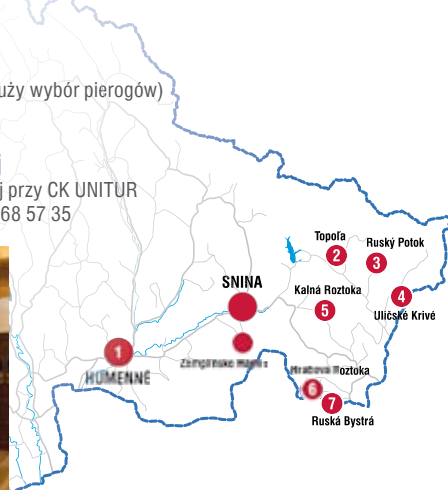 uży wybór pierogów)
j przy CK UNITUR
68 57 35
Topoľa
Ruský Potok
2
3
SNINA
Kalná Roztoka
4
5
Uličské Krivé
1
HUMENNÉ
Hrabová Roztoka
6
7
Ruská Bystrá